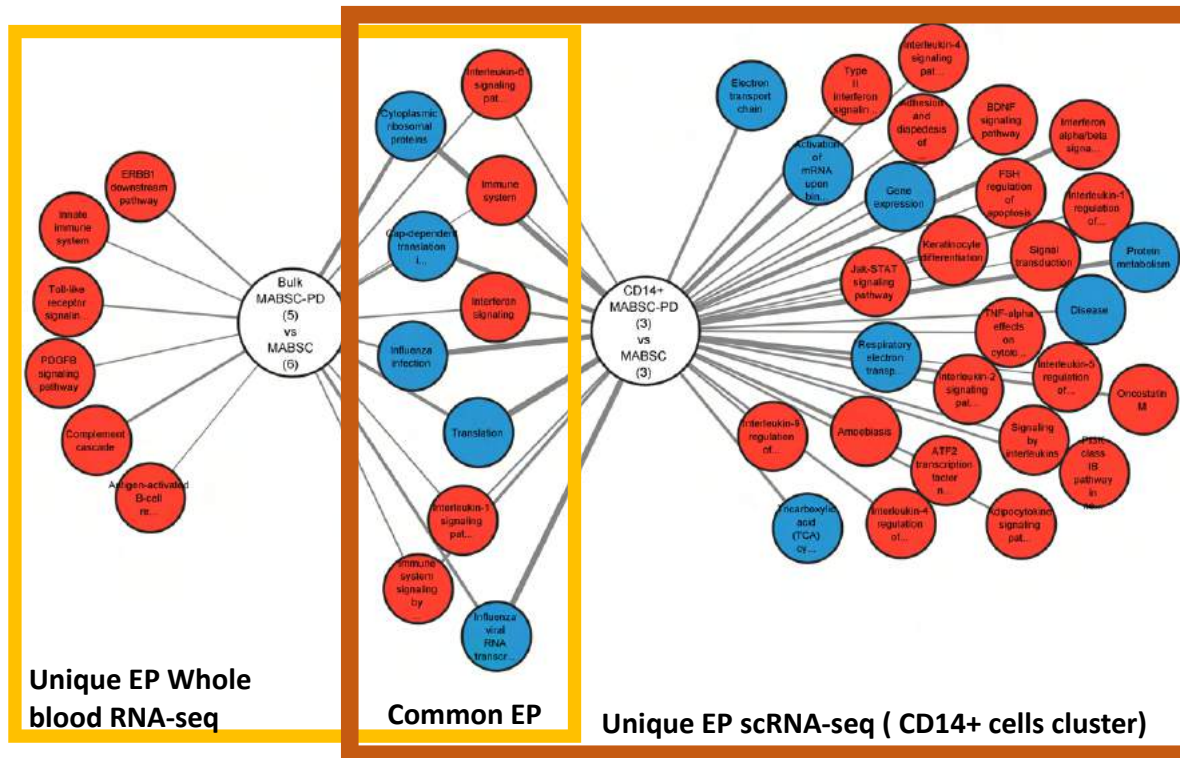 ERBB1
downstream
pathway
Innate
immune
system
Toll-like
receptor
signalin...
PDGFB
signaling
pathway
Complement
cascade
Antigen-activated
B-cell
re...
Bulk
MABSC-PD
(5)
vs
MABSC
(6)
Interleukin-6
signaling
pat...
Cytoplasmic
ribosomal
proteins
Immune
system
Cap-dependent
translation
i...
Interferon
signaling
Influenza
infection
Translation
Interleukin-1
signaling
pat...
Immune
system
signaling
by
Influenza
viral
RNA
transcr...
CD14+
MABSC-PD
(3)
vs
MABSC
(3)
Electron
transport
chain
Type
II
interferon
signalin...
Interleukin-4
signaling
pat...
Adhesion
and
diapedesis
of
...
BDNF
signaling
pathway
Interferon
alpha/beta
signa...
Activation
of
mRNA
upon
bin...
Gene
expression
FSH
regulation
of
apoptosis
Interleukin-1
regulation
of...
Keratinocyte
differentiation
Signal
transduction
Protein
metabolism
Jak-STAT
signaling
pathway
Disease
TNF-alpha
effects
on
cytolo...
Respiratory
electron
transp...
Interleukin-2
signaling
pat...
Interleukin-5
regulation
of...
Oncostatin
M
Interleukin-9
regulation
of...
Amoebiasis
Signaling
by
interleukins
PI3K
class
IB
pathway
in
ne...
ATF2
transcription
factor
n...
Tricarboxylic
acid
(TCA)
cy...
Interleukin-4
regulation
of...
Adipocytokine
signaling
pat...
Unique EP Whole
blood RNA-seq
Common EP
Unique EP scRNA-seq ( CD14+ cells cluster)